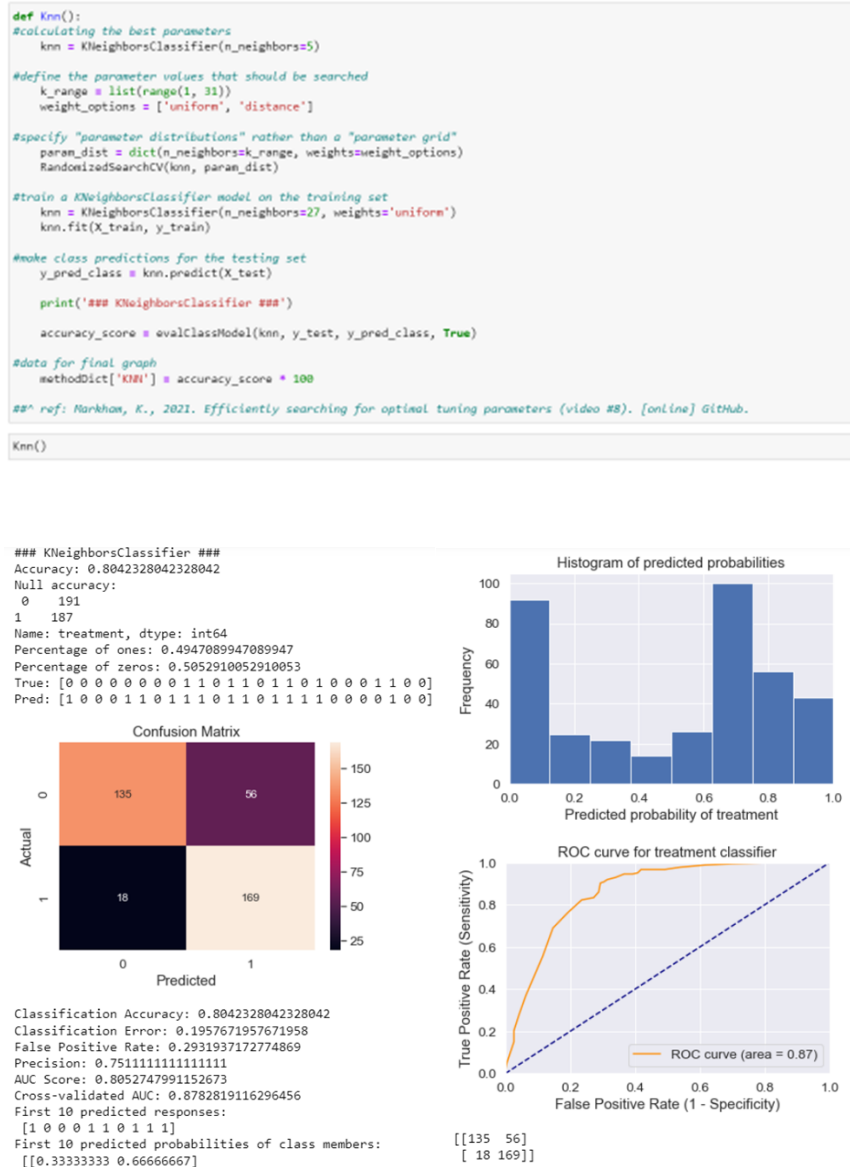 def Knn():
#calculating the best parameters
knn = KNeighborsClassifier(n_neighbors=5)
#define the parameter values that should be searched
k_range = list(range(1, 31))
weight_options = ['uniform', 'distance']
#specify "parameter distributions" rather than a "parameter grid"
param_dist = dict(n_neighbors=k_range, weights=weight_options)
RandomizedSearchCV(knn, param_dist)
#train a KNeighborsClassifier model on the training set
knn = KNeighborsClassifier(n_neighbors=27, weights='uniform')
knn.fit(X_train, y_train)
#make class predictions for the testing set
y_pred_class = knn.predict(X_test)
print('### KNeighborsClassifier ###')
accuracy_score = evalClassModel(knn, y_test, y_pred_class, True)
#data for final graph
methodDict['KNN'] = accuracy_score * 100
##^ ref: Markham, K., 2021. Efficiently searching for optimal tuning parameters (video #8). [online] GitHub.
Knn()
### KNeighborsClassifier ###
Accuracy: 0.8042328042328042
Null accuracy:
0 191
1 187
Name: treatment, dtype: int64
Percentage of ones: 0.4947089947089947
Percentage of zeros: 0.5052910052910053
True: [0 0 0 0 0 0 0 0 1 1 0 1 1 0 1 1 0 1 0 0 0 1 1 0 0]
Pred: [1 0 0 0 1 1 0 1 1 1 0 1 1 0 1 1 1 1 0 0 0 0 1 0 0]
Confusion Matrix
Actual
0
1
135
56
18
169
0
1
Predicted
150
125
100
75
50
25
Classification Accuracy: 0.8042328042328042
Classification Error: 0.1957671957671958
False Positive Rate: 0.2931937172774869
Precision: 0.7511111111111111
AUC Score: 0.8052747991152673
Cross-validated AUC: 0.8782819116296456
First 10 predicted responses:
[1 0 0 0 1 1 0 1 1 1]
First 10 predicted probabilities of class members:
[[0.33333333 0.66666667]
Histogram of predicted probabilities
Frequency
100
80
60
40
20
0
0.0 0.2 0.4 0.6 0.8 1.0
Predicted probability of treatment
ROC curve for treatment classifier
True Positive Rate (Sensitivity)
1.0
0.8
0.6
0.4
0.2
0.0
ROC curve (area = 0.87)
0.0 0.2 0.4 0.6 0.8 1.0
False Positive Rate (1 - Specificity)
[[135 56]
[ 18 169]]